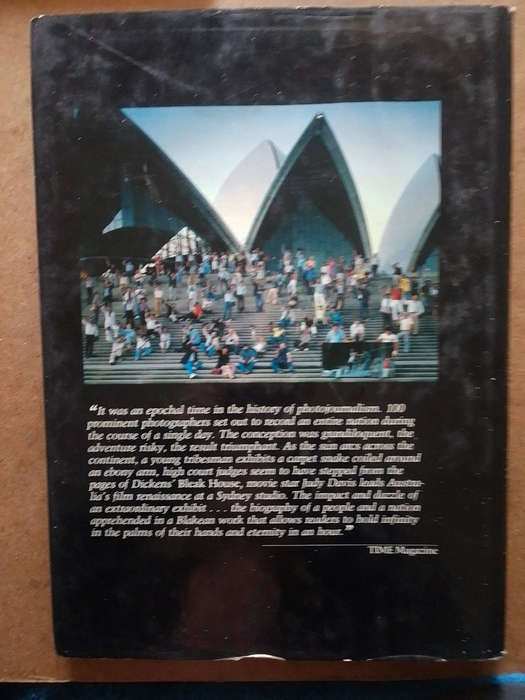 “It was an epochal time in the history of photojournalism. 100
prominent photographers set out to record an entire nation during
the course of a single day. The conception was grandiloquent, the
adventure risky, the result triumphant. As the sun arcs across the
continent, a young tribesman exhibits a carpet snake coiled around
an ebony arm, high court judges seem to have stepped from the
pages of Dickens' Bleak House, movie star Judy Davis leads Austra-
lia's film renaissance at a Sydney studio. The impact and dazzle of
an extraordinary exhibit . . . the biography of a people and a nation
apprehended in a Blakean work that allows readers to hold infinity
in the palms of their hands and eternity in an hour.”
TIME Magazine